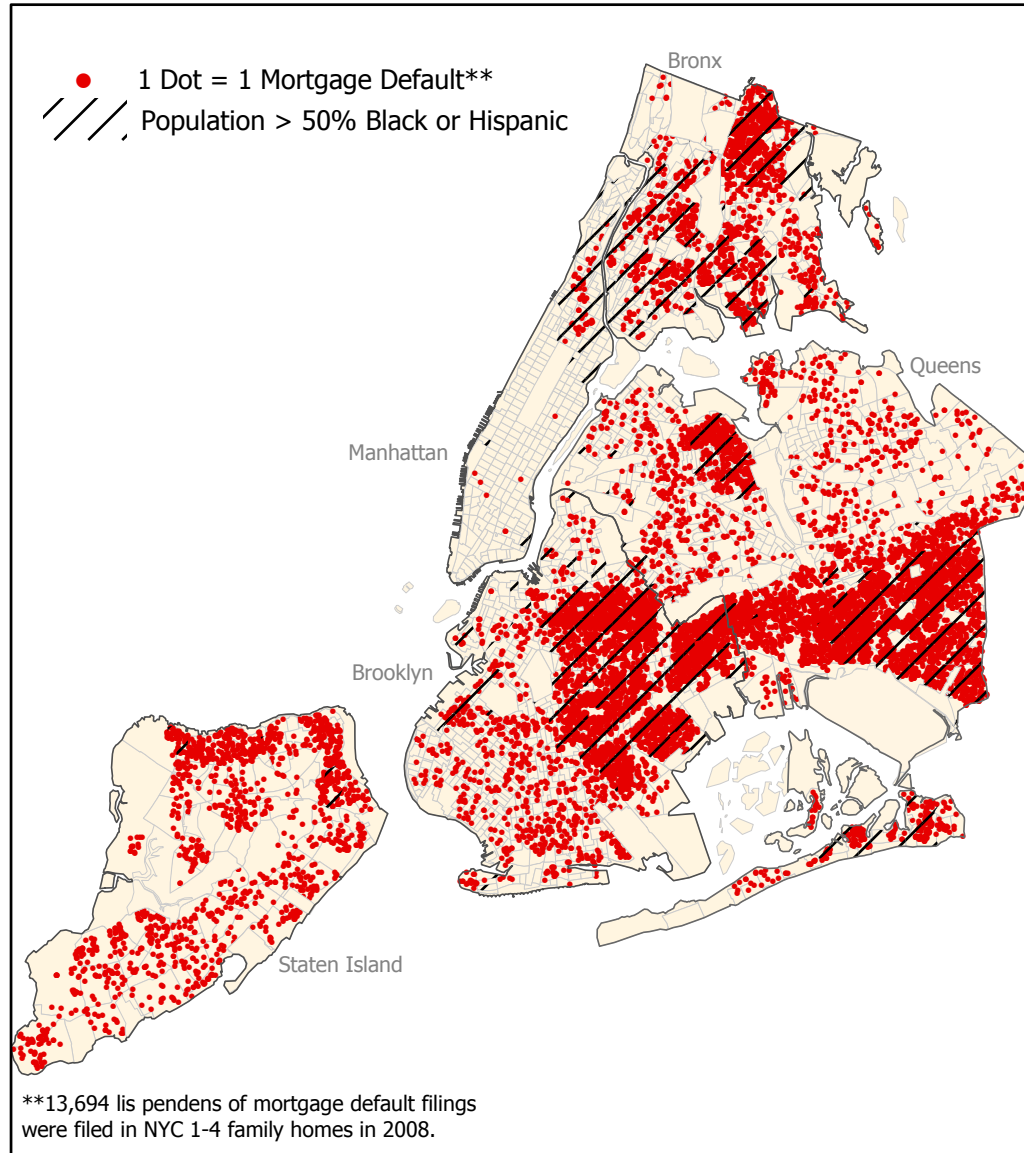 Bronx
1 Dot = 1 Mortgage Default**
Population > 50% Black or Hispanic
Queens
Manhattan
Brooklyn
Staten Island
**13,694 lis pendens of mortgage default filings
were filed in NYC 1-4 family homes in 2008.